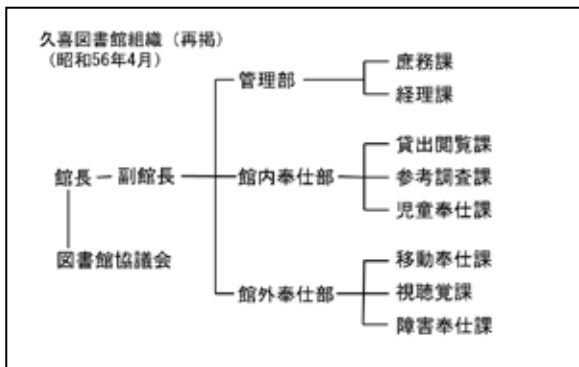 久喜図書館組織（再掲）
（昭和56年4月）
管理部
庶務課
経理課
館長
副館長
館内奉仕部
貸出閲覧課
参考調査課
児童奉仕課
図書館協議会
館外奉仕部
移動奉仕課
視聴覚課
障害奉仕課